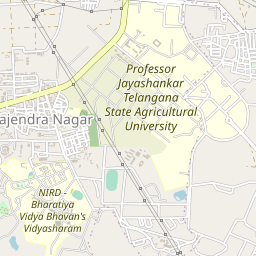 Professor
Jayashankar
Telangana
State Agricultural
University
ajendra Nagar
NIRD -
Bharatiya
Vidya Bhavan's
Vidyasharam